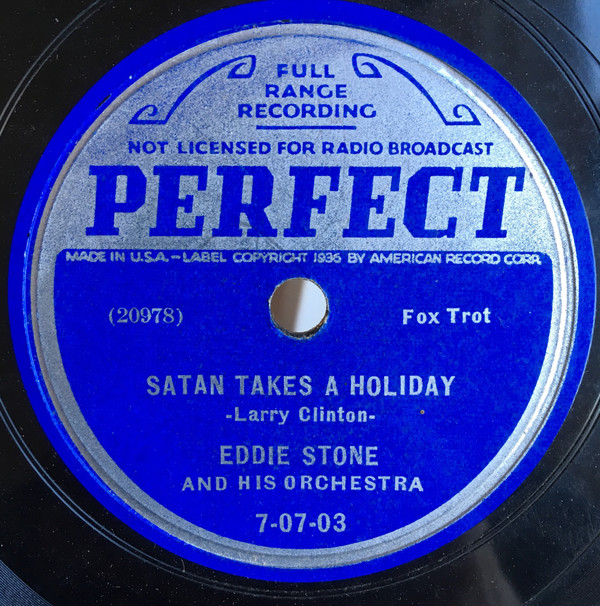 FULL
RANGE
RECORDING
NOT LICENSED FOR RADIO BROADCAST
PERFECT
MADE IN U.S.A.—LABEL COPYRIGHT 1936 BY AMERICAN RECORD CORP.
(20978)
Fox Trot
SATAN TAKES A HOLIDAY
-Larry Clinton-
EDDIE STONE
AND HIS ORCHESTRA
7-07-03